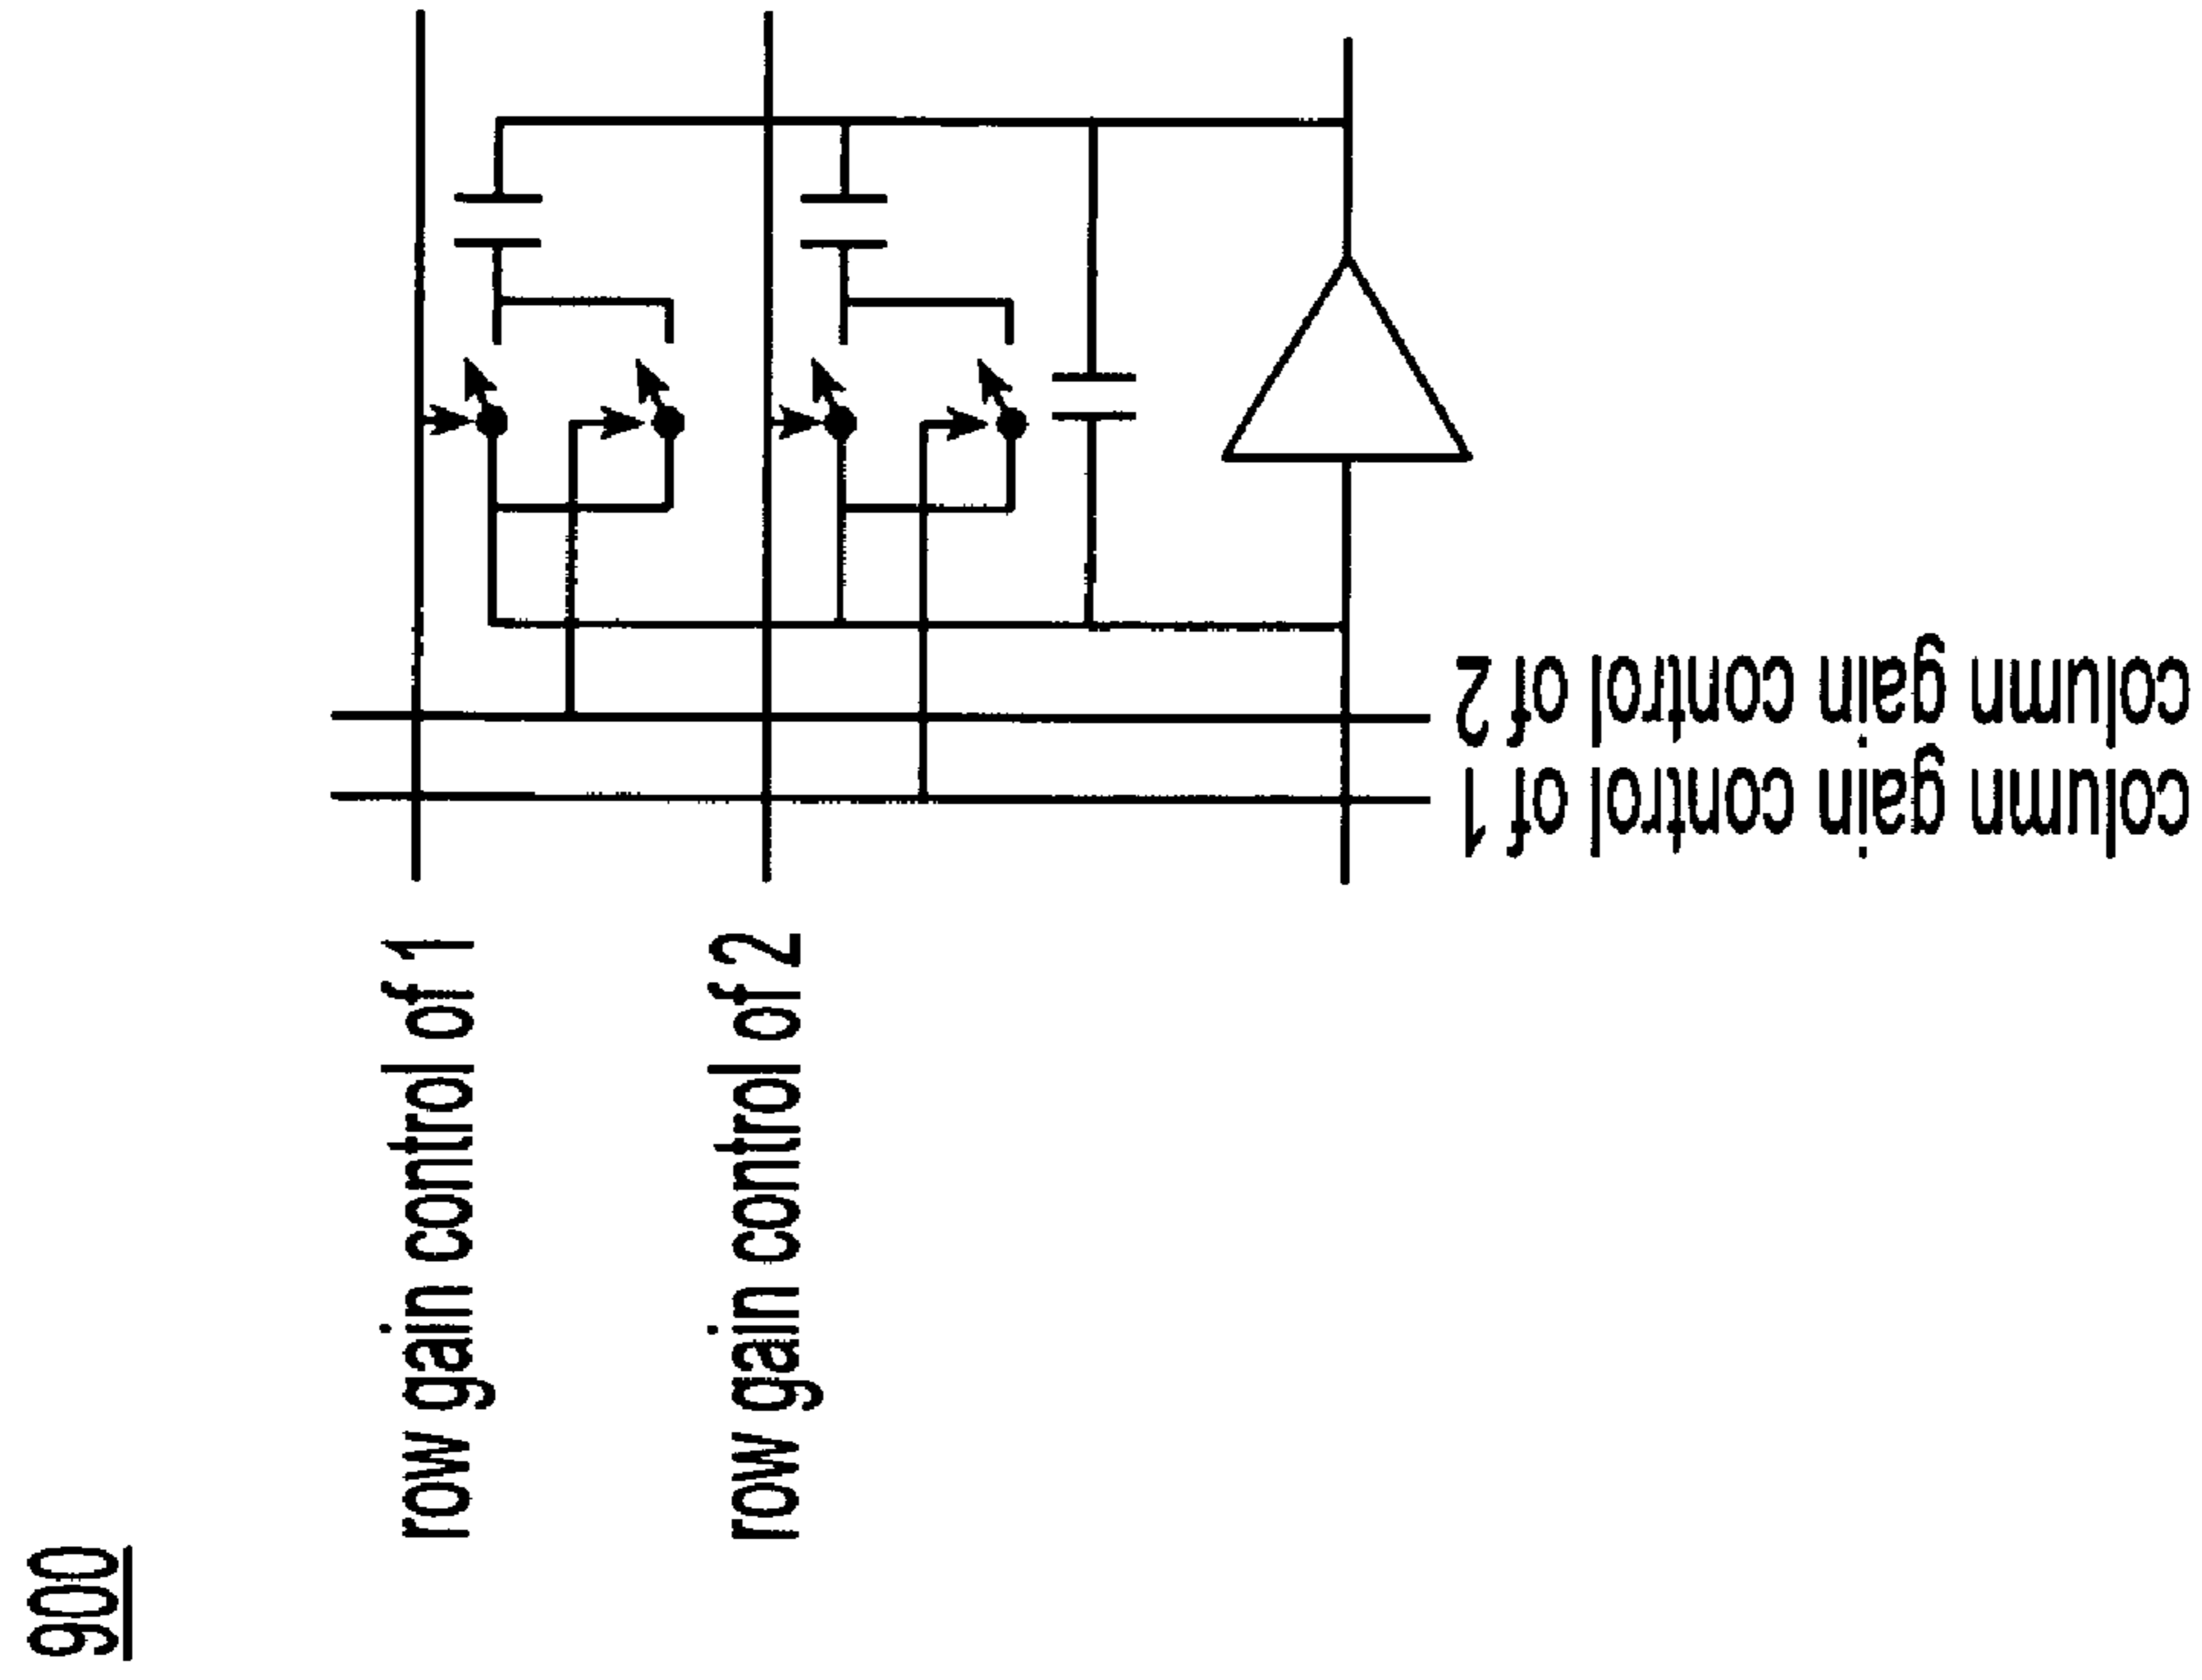 900
row gain control of 1
row gain control of 2
column gain control of 1
column gain control of 2